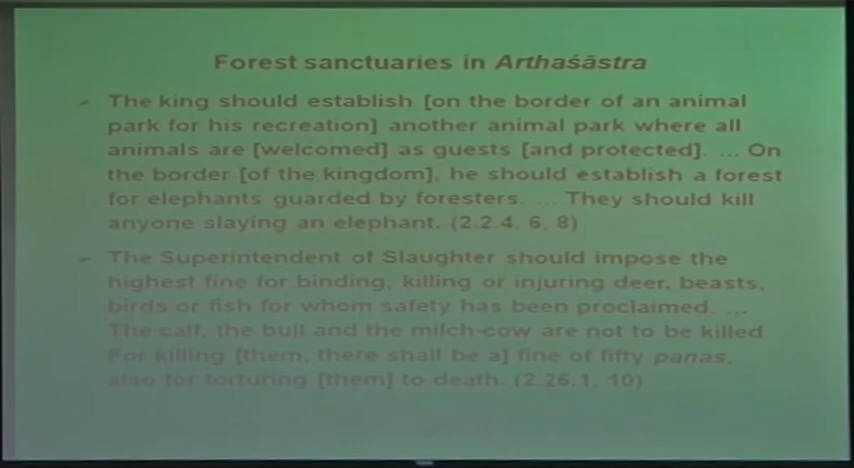 Forest sanctuaries in Arthaśāstra
The king should establish [on the border of an animal
park for his recreation] another animal park where all
animals are [welcomed] as guests [and protected]. ... On
the border [of the kingdom], he should establish a forest
for elephants guarded by foresters. ... They should kill
anyone slaying an elephant. (2.2.4, 6, 8)
The Superintendent of Slaughter should impose the
highest fine for binding, killing or injuring deer, beasts,
birds or fish for whom safety has been proclaimed. ...
The calf, the bull and the milch-cow are not to be killed.
For killing [them, there shall be a] fine of fifty paṇas,
also for torturing [them] to death. (2.26.1, 10)